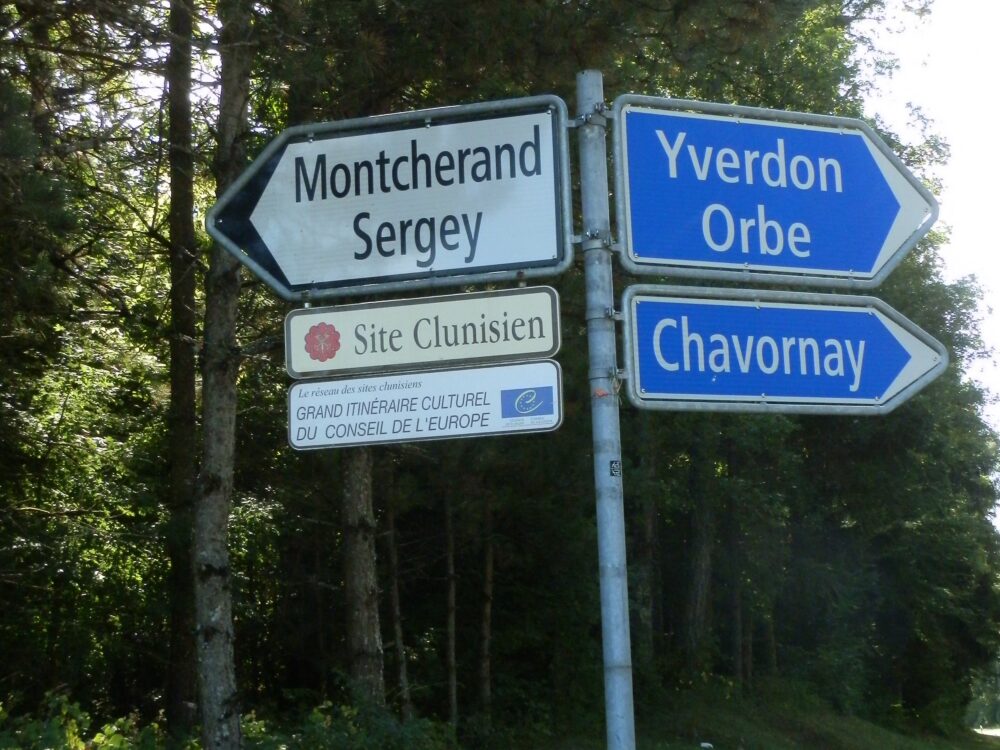 Montcherand
Sergey
Site Clunisien
Le réseau des sites clunisiens
GRAND ITINÉRAIRE CULTUREL
DU CONSEIL DE L'EUROPE
Yverdon
Orbe
Chavornay